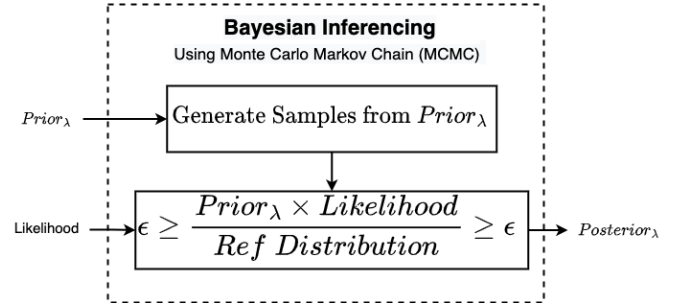 Bayesian Inferencing
Using Monte Carlo Markov Chain (MCMC)
Prior_λ
Generate Samples from Prior_λ
Likelihood
ϵ ≥ \frac{Prior_λ × Likelihood}{Ref Distribution} ≥ ϵ
Posterior_λ